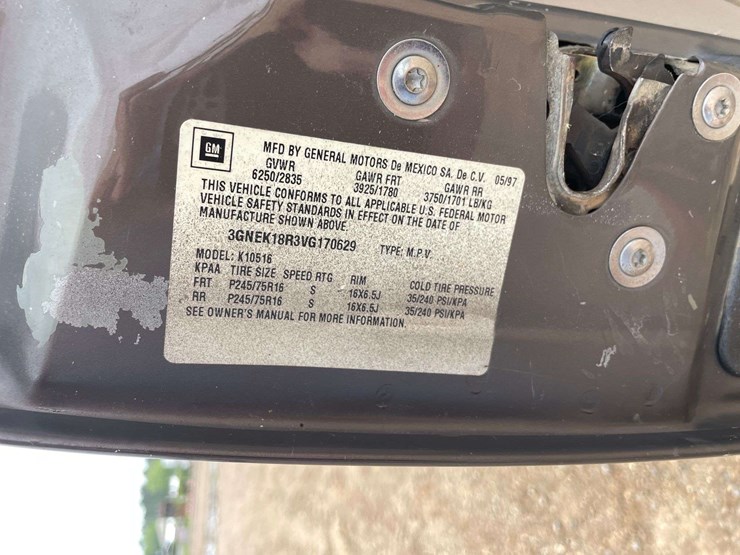 GM
MFD BY GENERAL MOTORS De MEXICO SA. De C.V. 05/97
GVWR GAWR FRT GAWR RR
6250/2835 3925/1780 3750/1701 LB/KG
THIS VEHICLE CONFORMS TO ALL APPLICABLE U.S. FEDERAL MOTOR
VEHICLE SAFETY STANDARDS IN EFFECT ON THE DATE OF
MANUFACTURE SHOWN ABOVE.
3GNEK18R3VG170629 TYPE: M.P.V.
MODEL: K10516
KPAA TIRE SIZE SPEED RTG RIM COLD TIRE PRESSURE
FRT P245/75R16 S 16X6.5J 35/240 PSI/KPA
RR P245/75R16 S 16X6.5J 35/240 PSI/KPA
SEE OWNER'S MANUAL FOR MORE INFORMATION.